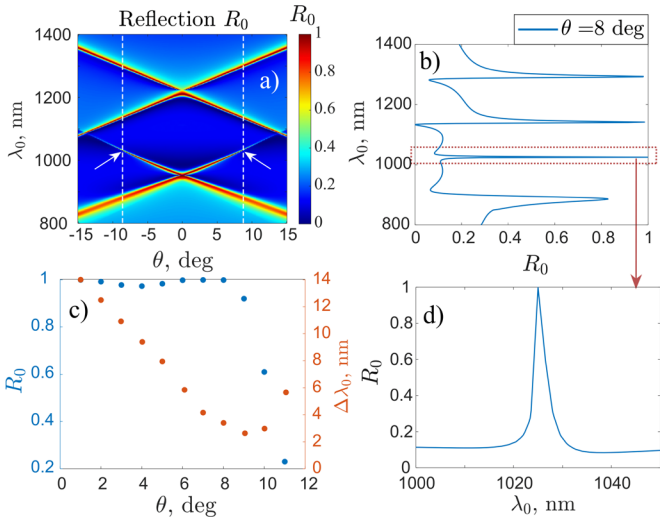 Reflection R₀
R₀
a)
1400
1200
1000
800
λ₀, nm
-15 -10 -5 0 5 10 15
θ, deg
1
0.8
0.6
0.4
0.2
0
θ =8 deg
b)
1400
1200
1000
800
λ₀, nm
0 0.2 0.4 0.6 0.8 1
R₀
c)
1
0.8
0.6
0.4
0.2
R₀
0 2 4 6 8 10 12
θ, deg
14
12
10
8
6
4
2
0
Δλ₀, nm
d)
1
0.8
0.6
0.4
0.2
0
R₀
1000 1020 1040
λ₀, nm